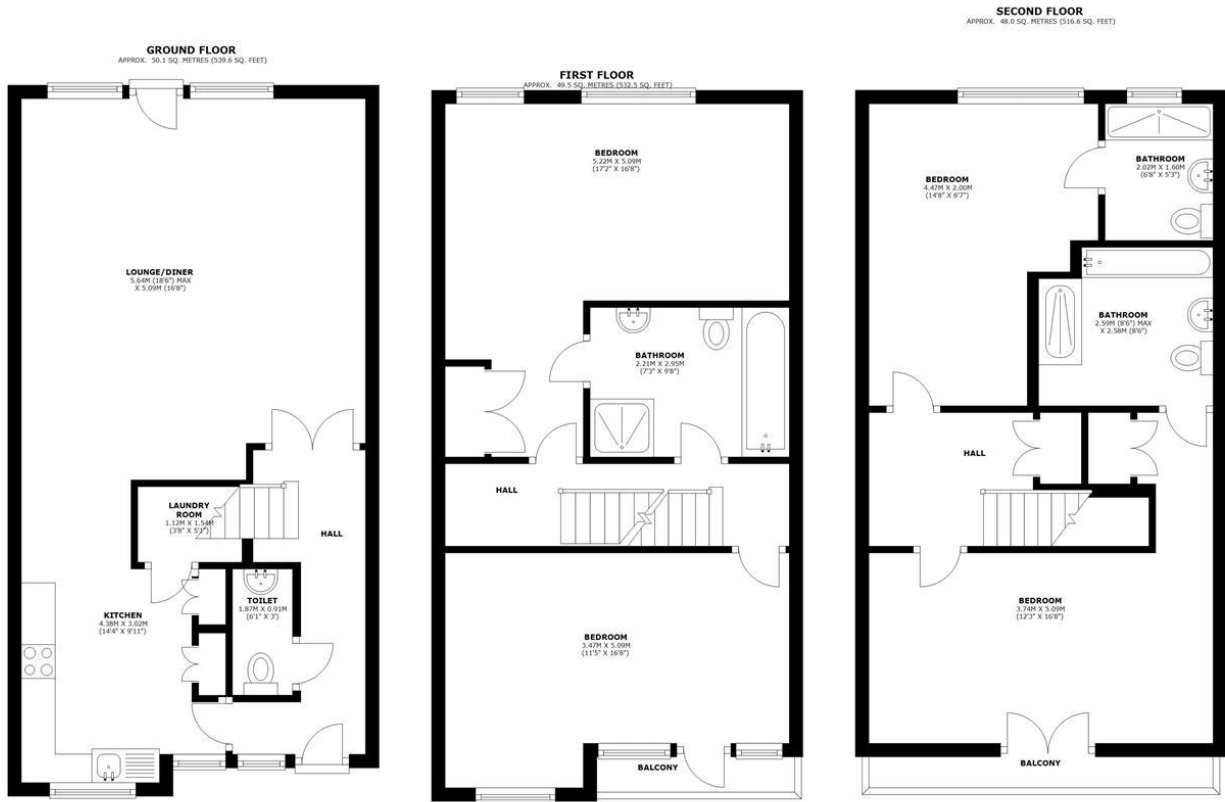 GROUND FLOOR
APPROX. 50.1 SQ. METRES (539.6 SQ. FEET)
LOUNGE/DINER
5.64M (18'6") MAX
X 5.09M (16'8")
LAUNDRY
ROOM
1.12M X 1.54M
(3'8" X 5'1")
HALL
KITCHEN
4.38M X 3.02M
(14'4" X 9'11")
TOILET
1.87M X 0.91M
(6'1" X 3')
FIRST FLOOR
APPROX. 49.5 SQ. METRES (532.5 SQ. FEET)
BEDROOM
5.22M X 5.09M
(17'2" X 16'8")
BATHROOM
2.21M X 2.95M
(7'3" X 9'8")
HALL
BEDROOM
3.47M X 5.09M
(11'5" X 16'8")
BALCONY
SECOND FLOOR
APPROX. 48.0 SQ. METRES (516.6 SQ. FEET)
BEDROOM
4.47M X 2.00M
(14'8" X 6'7")
BATHROOM
2.02M X 1.60M
(6'8" X 5'3")
BATHROOM
2.59M (8'6") MAX
X 2.58M (8'6")
HALL
BEDROOM
3.74M X 5.09M
(12'3" X 16'8")
BALCONY